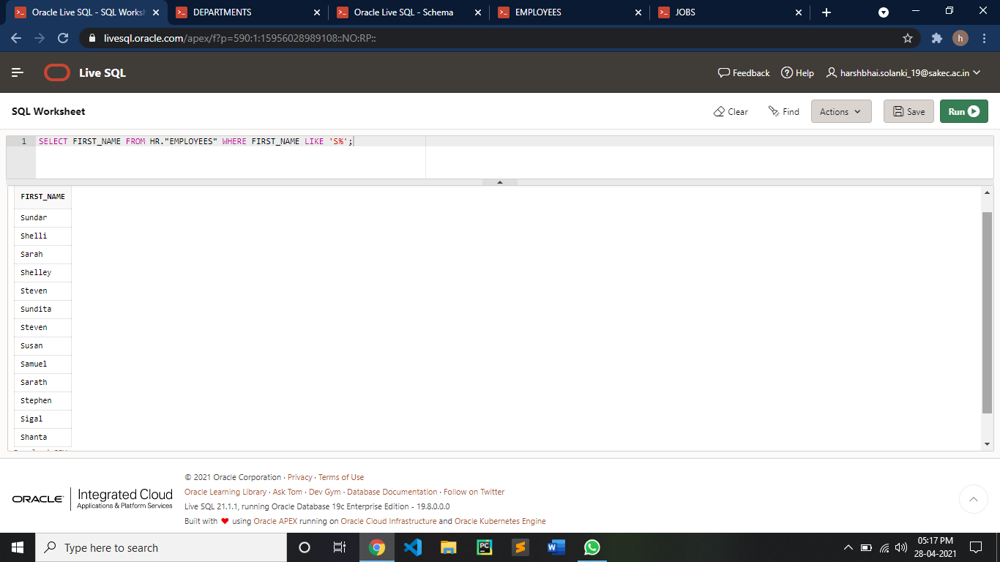 Oracle Live SQL - SQL Worksh
DEPARTMENTS
Oracle Live SQL - Schema
EMPLOYEES
JOBS
livesql.oracle.com/apex/f?p=590:1:15956028989108::NO:RP::
h
Live SQL
Feedback
Help
harshbhai.solanki_19@sakec.ac.in
SQL Worksheet
Clear
Find
Actions
Save
Run
1 SELECT FIRST_NAME FROM HR."EMPLOYEES" WHERE FIRST_NAME LIKE 'S%';
FIRST_NAME
Sundar
Shelli
Sarah
Shelley
Steven
Sundita
Steven
Susan
Samuel
Sarath
Stephen
Sigal
Shanta
ORACLE
Integrated Cloud
Applications & Platform Services
© 2021 Oracle Corporation · Privacy · Terms of Use
Oracle Learning Library · Ask Tom · Dev Gym · Database Documentation · Follow on Twitter
Live SQL 21.1.1, running Oracle Database 19c Enterprise Edition - 19.8.0.0.0
Built with ❤ using Oracle APEX running on Oracle Cloud Infrastructure and Oracle Kubernetes Engine
Type here to search
PC
W
05:17 PM
28-04-2021